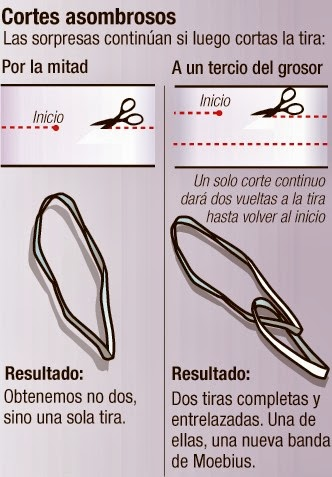 Cortes asombrosos
Las sorpresas continúan si luego cortas la tira:
Por la mitad
Inicio
Resultado:
Obtenemos no dos,
sino una sola tira.
A un tercio del grosor
Inicio
Un solo corte continuo
dará dos vueltas a la tira
hasta volver al inicio
Resultado:
Dos tiras completas y
entrelazadas. Una de
ellas, una nueva banda
de Moebius.